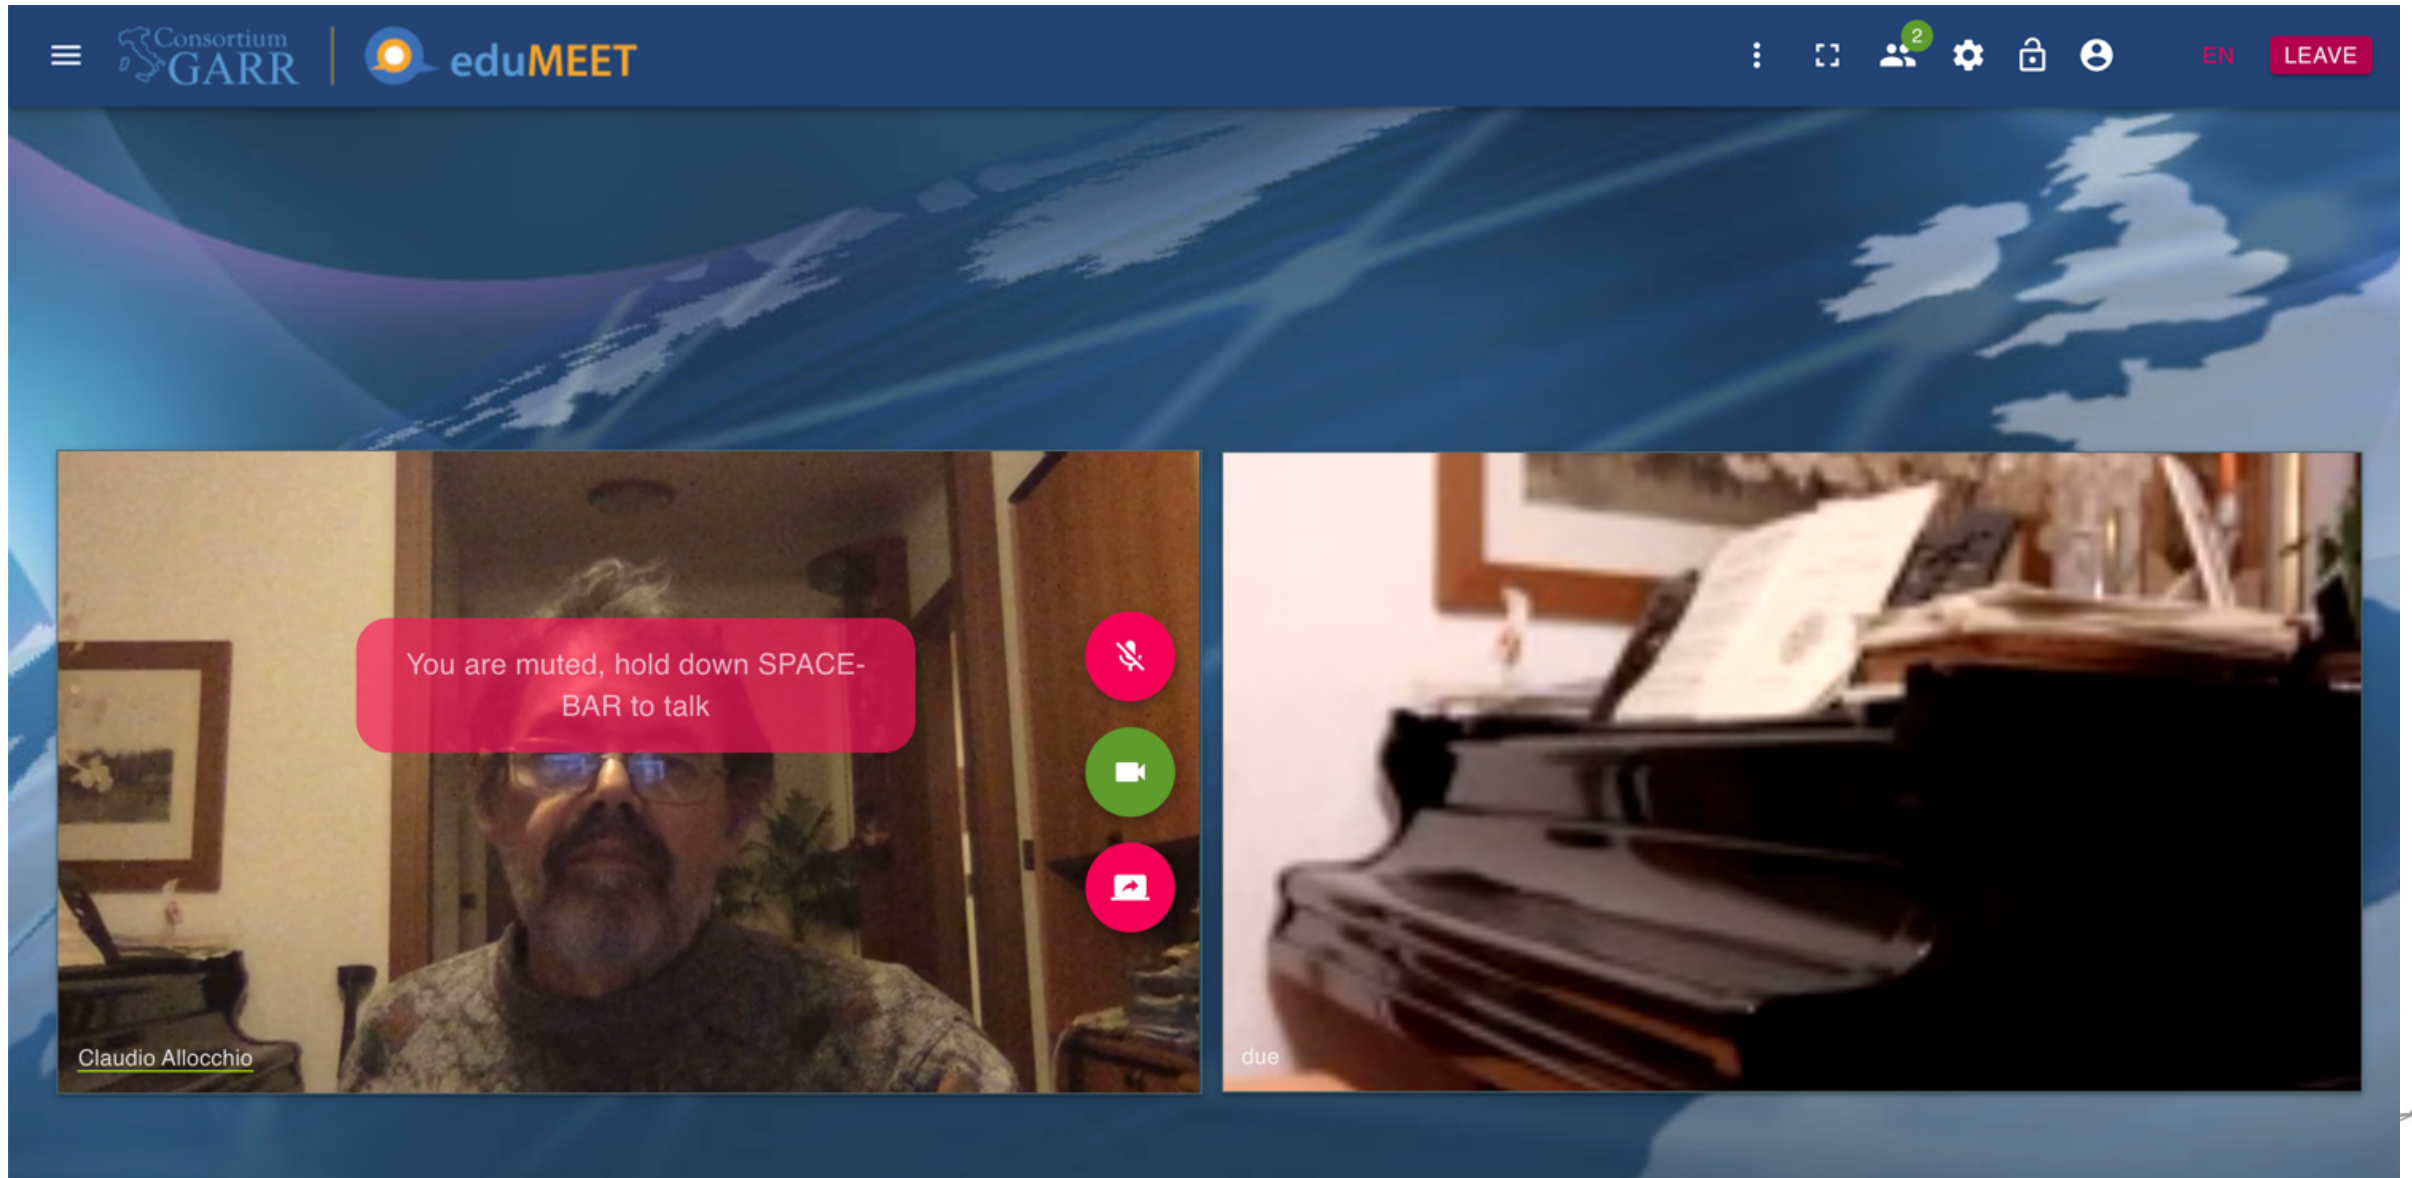 Consortium
GARR
eduMEET
2
EN
LEAVE
You are muted, hold down SPACE-
BAR to talk
Claudio Allocchio
due